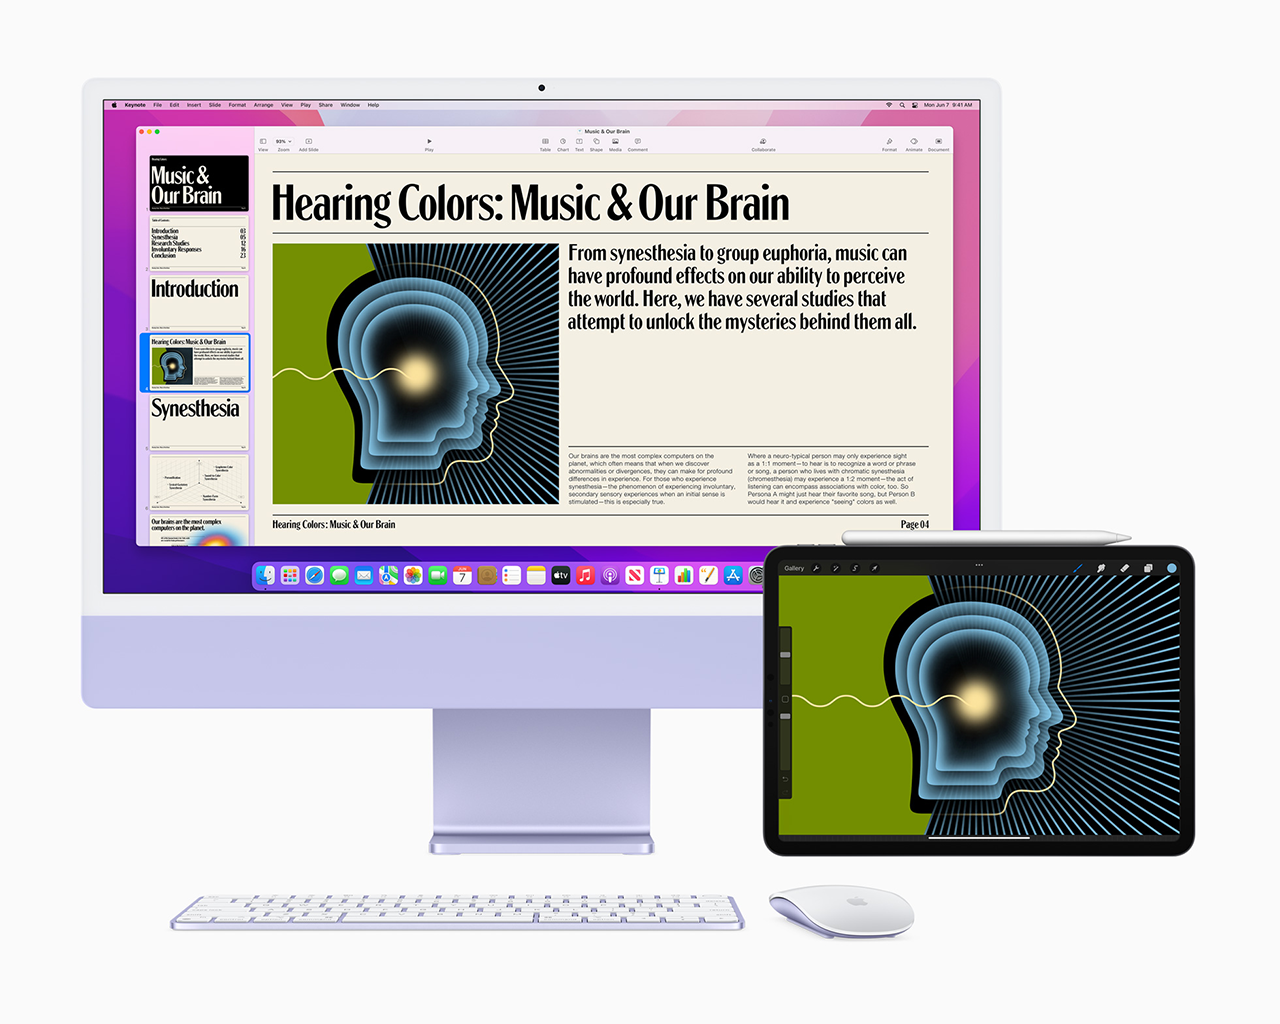 Keynote File Edit Insert Slide Format Arrange View Play Share Window Help
Mon Jun 7 9:41 AM
Music & Our Brain
93%
View Zoom Add Slide
Play
Table Chart Text Shape Media Comment
Collaborate
Format Animate Document
Music &
Our Brain
Table of Contents
Introduction 03
Synesthesia 05
Research Studies 12
Involuntary Responses 16
Conclusion 23
Introduction
Hearing Colors: Music & Our Brain
Synesthesia
Our brains are the most complex
computers on the planet.
Hearing Colors: Music & Our Brain
From synesthesia to group euphoria, music can
have profound effects on our ability to perceive
the world. Here, we have several studies that
attempt to unlock the mysteries behind them all.
Our brains are the most complex computers on the
planet, which often means that when we discover
abnormalities or divergences, they can make for profound
differences in experience. For those who experience
synesthesia—the phenomenon of experiencing involuntary,
secondary sensory experiences when an initial sense is
stimulated—this is especially true.
Where a neuro-typical person may only experience sight
as a 1:1 moment—to hear is to recognize a word or phrase
or song, a person who lives with chromatic synesthesia
(chromesthesia) may experience a 1:2 moment—the act of
listening can encompass associations with color, too. So
Persona A might just hear their favorite song, but Person B
would hear it and experience "seeing" colors as well.
Hearing Colors: Music & Our Brain
Page 04
JUN
7
tv
Gallery